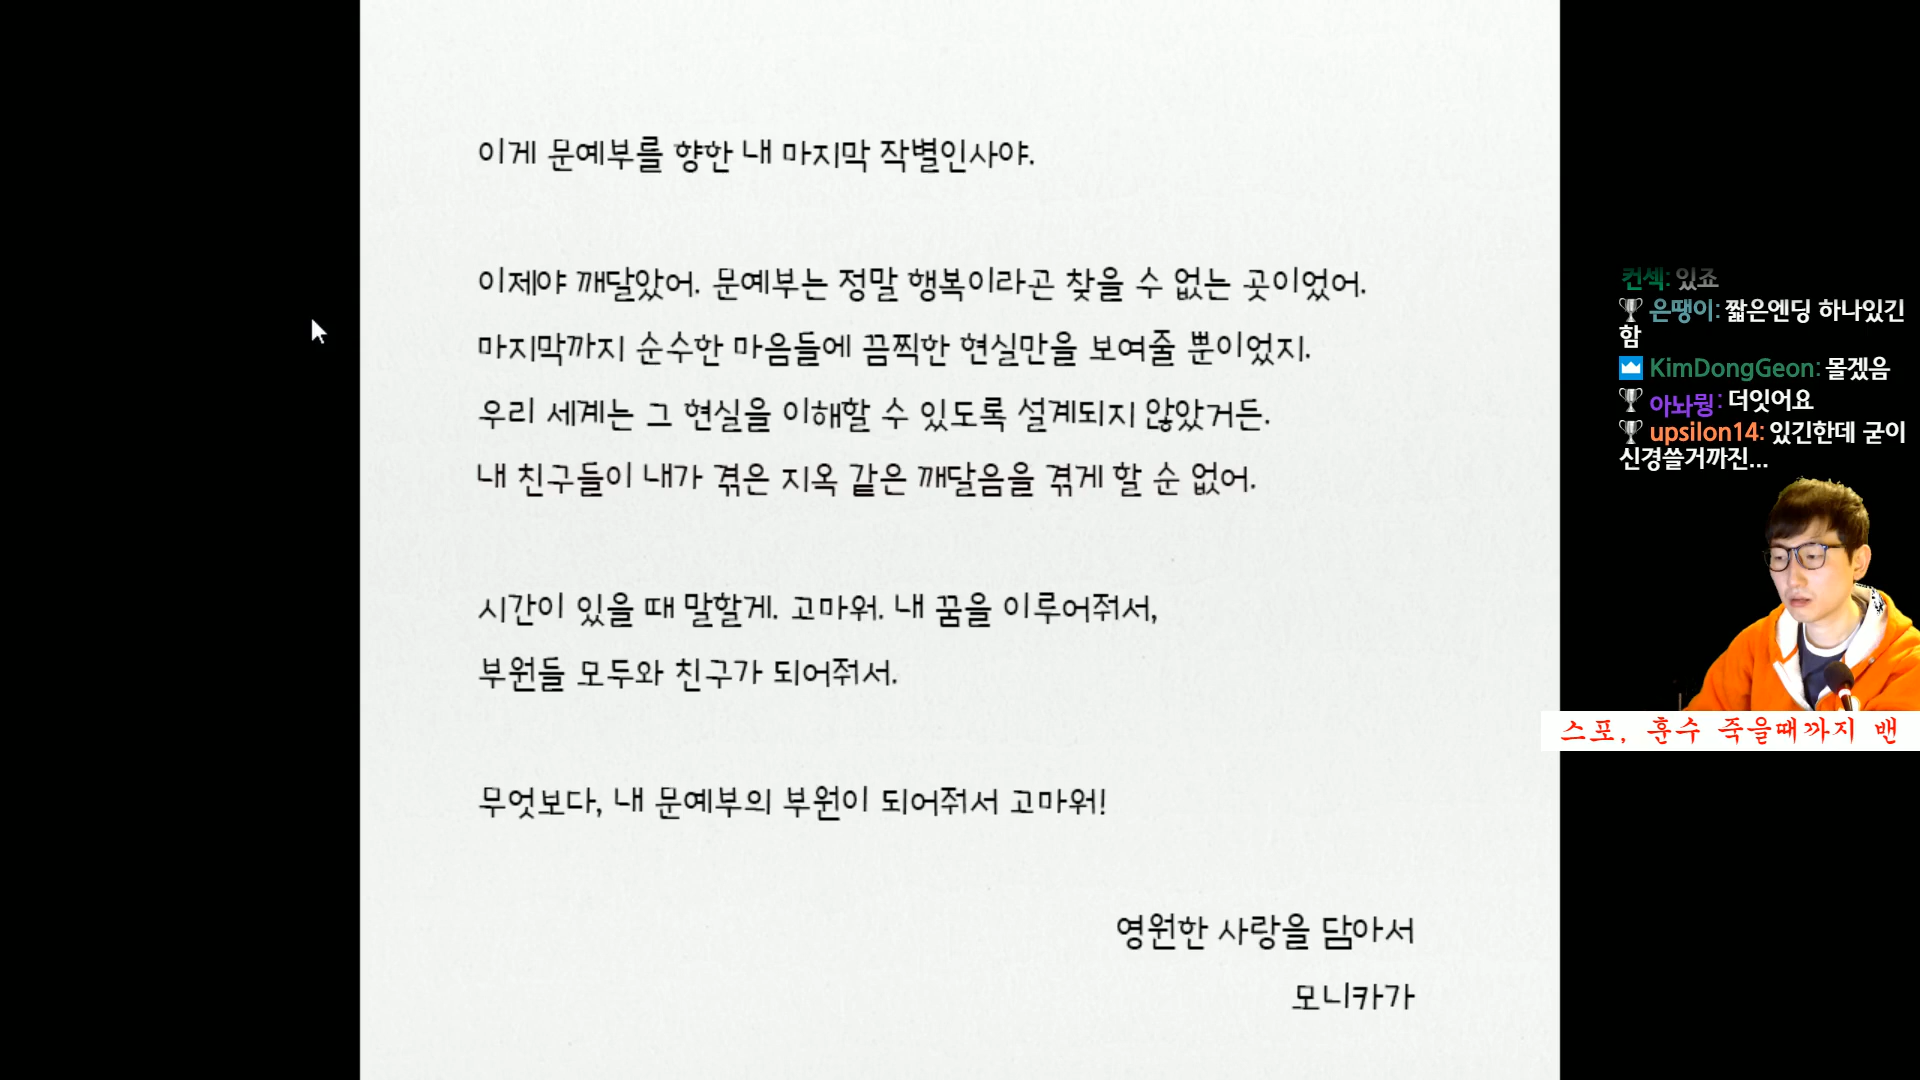 이게 문예부를 향한 내 마지막 작별인사야.
이제야 깨달았어. 문예부는 정말 행복이라곤 찾을 수 없는 곳이었어.
마지막까지 순수한 마음들에 끔찍한 현실만을 보여줄 뿐이었지.
우리 세계는 그 현실을 이해할 수 있도록 설계되지 않았거든.
내 친구들이 내가 겪은 지옥 같은 깨달음을 겪게 할 순 없어.
시간이 있을 때 말할게. 고마워. 내 꿈을 이루어줘서,
부원들 모두와 친구가 되어줘서.
무엇보다, 내 문예부의 부원이 되어줘서 고마워!
영원한 사랑을 담아서
모니카가
컨섹: 있죠
은땡이: 짧은엔딩 하나있긴
함
KimDongGeon: 몰겠음
아놔뭥: 더잇어요
upsilon14: 있긴한데 굳이
신경쓸거까진...
스포, 훈수 죽을때까지 밴